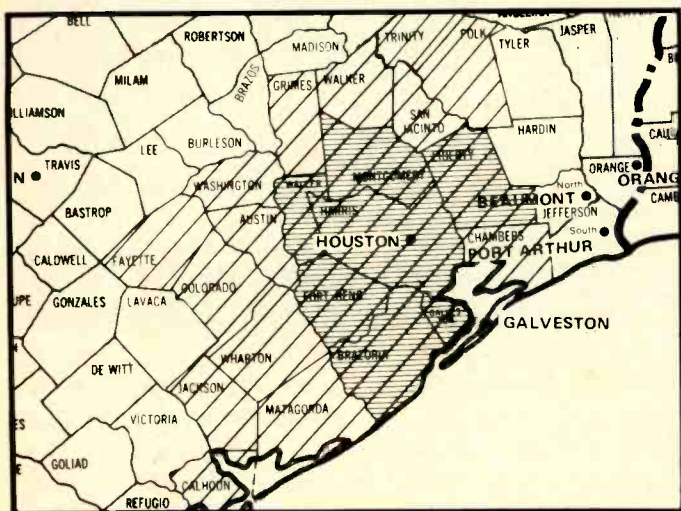 BELL
ROBERTSON
MADISON
TRINITY
POLK
TYLER
JASPER
MILAM
BRAZOS
GRIMES
WALKER
SAN
JACINTO
LEE
BURLESON
HARDIN
TRAVIS
WASHINGTON
WALLER
MONTGOMERY
LIBERTY
ORANGE
ORANG
North
BEAUMONT
JEFFERSON
BASTROP
AUSTIN
HARRIS
HOUSTON
CHAMBERS
South
PORT ARTHUR
CALDWELL
FAYETTE
COLORADO
FORT BEND
GONZALES
LAVACA
GALVESTON
WHARTON
BRAZORIA
DE WITT
JACKSON
MATAGORDA
VICTORIA
GOLIAD
CALHOUN
REFUGIO